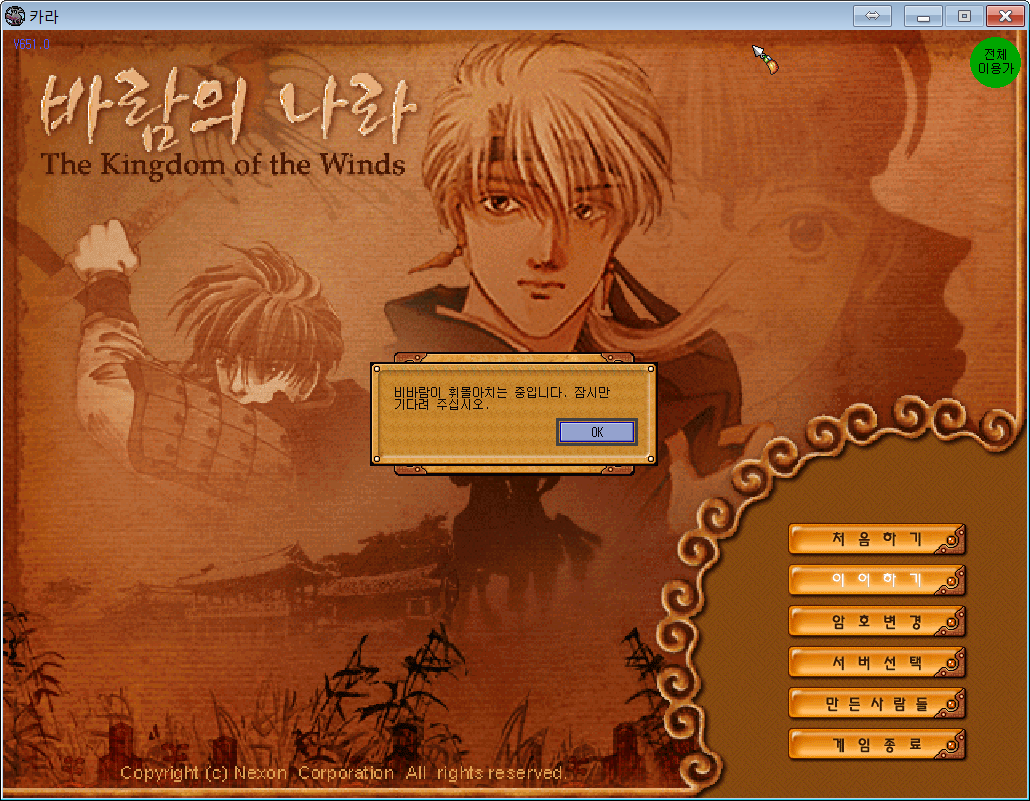 카라
V651.0
전체
이용가
바람의 나라
The Kingdom of the Winds
비바람이 휘몰아치는 중입니다. 잠시만
기다려 주십시오.
OK
처음하기
이어하기
암호변경
서버선택
만든사람들
게임종료
Copyright (c) Nexon Corporation All rights reserved.